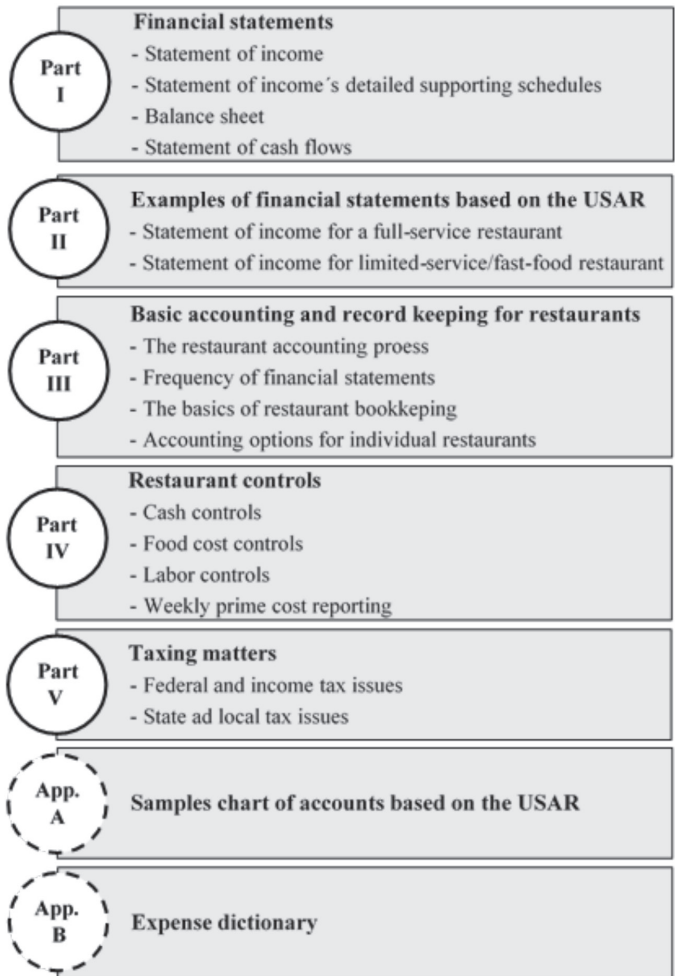 Part
I
Financial statements
- Statement of income
- Statement of income´s detailed supporting schedules
- Balance sheet
- Statement of cash flows
Part
II
Examples of financial statements based on the USAR
- Statement of income for a full-service restaurant
- Statement of income for limited-service/fast-food restaurant
Part
III
Basic accounting and record keeping for restaurants
- The restaurant accounting proess
- Frequency of financial statements
- The basics of restaurant bookkeping
- Accounting options for individual restaurants
Part
IV
Restaurant controls
- Cash controls
- Food cost controls
- Labor controls
- Weekly prime cost reporting
Part
V
Taxing matters
- Federal and income tax issues
- State ad local tax issues
App.
A
Samples chart of accounts based on the USAR
App.
B
Expense dictionary